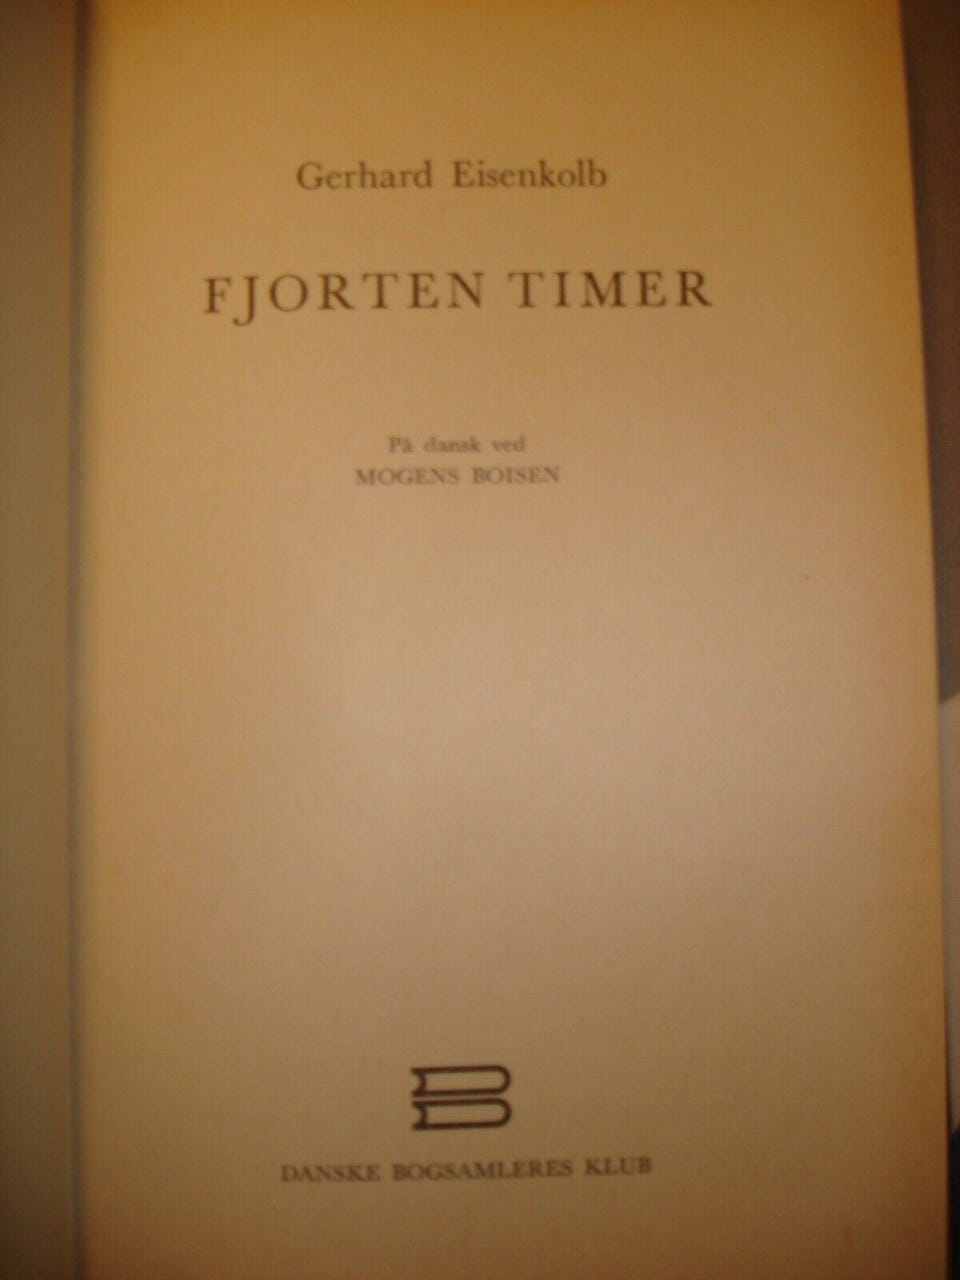 Gerhard Eisenkolb
FJORTEN TIMER
På dansk ved
MOGENS BOISEN
DANSKE BOGSAMLERES KLUB